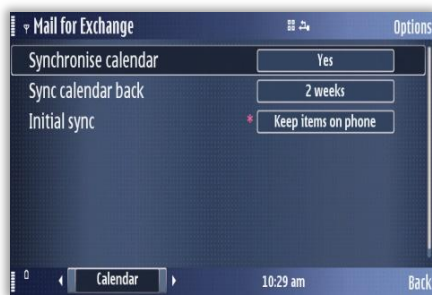 Mail for Exchange Options
Synchronise calendar Yes
Sync calendar back 2 weeks
Initial sync * Keep items on phone
Calendar 10:29 am Back